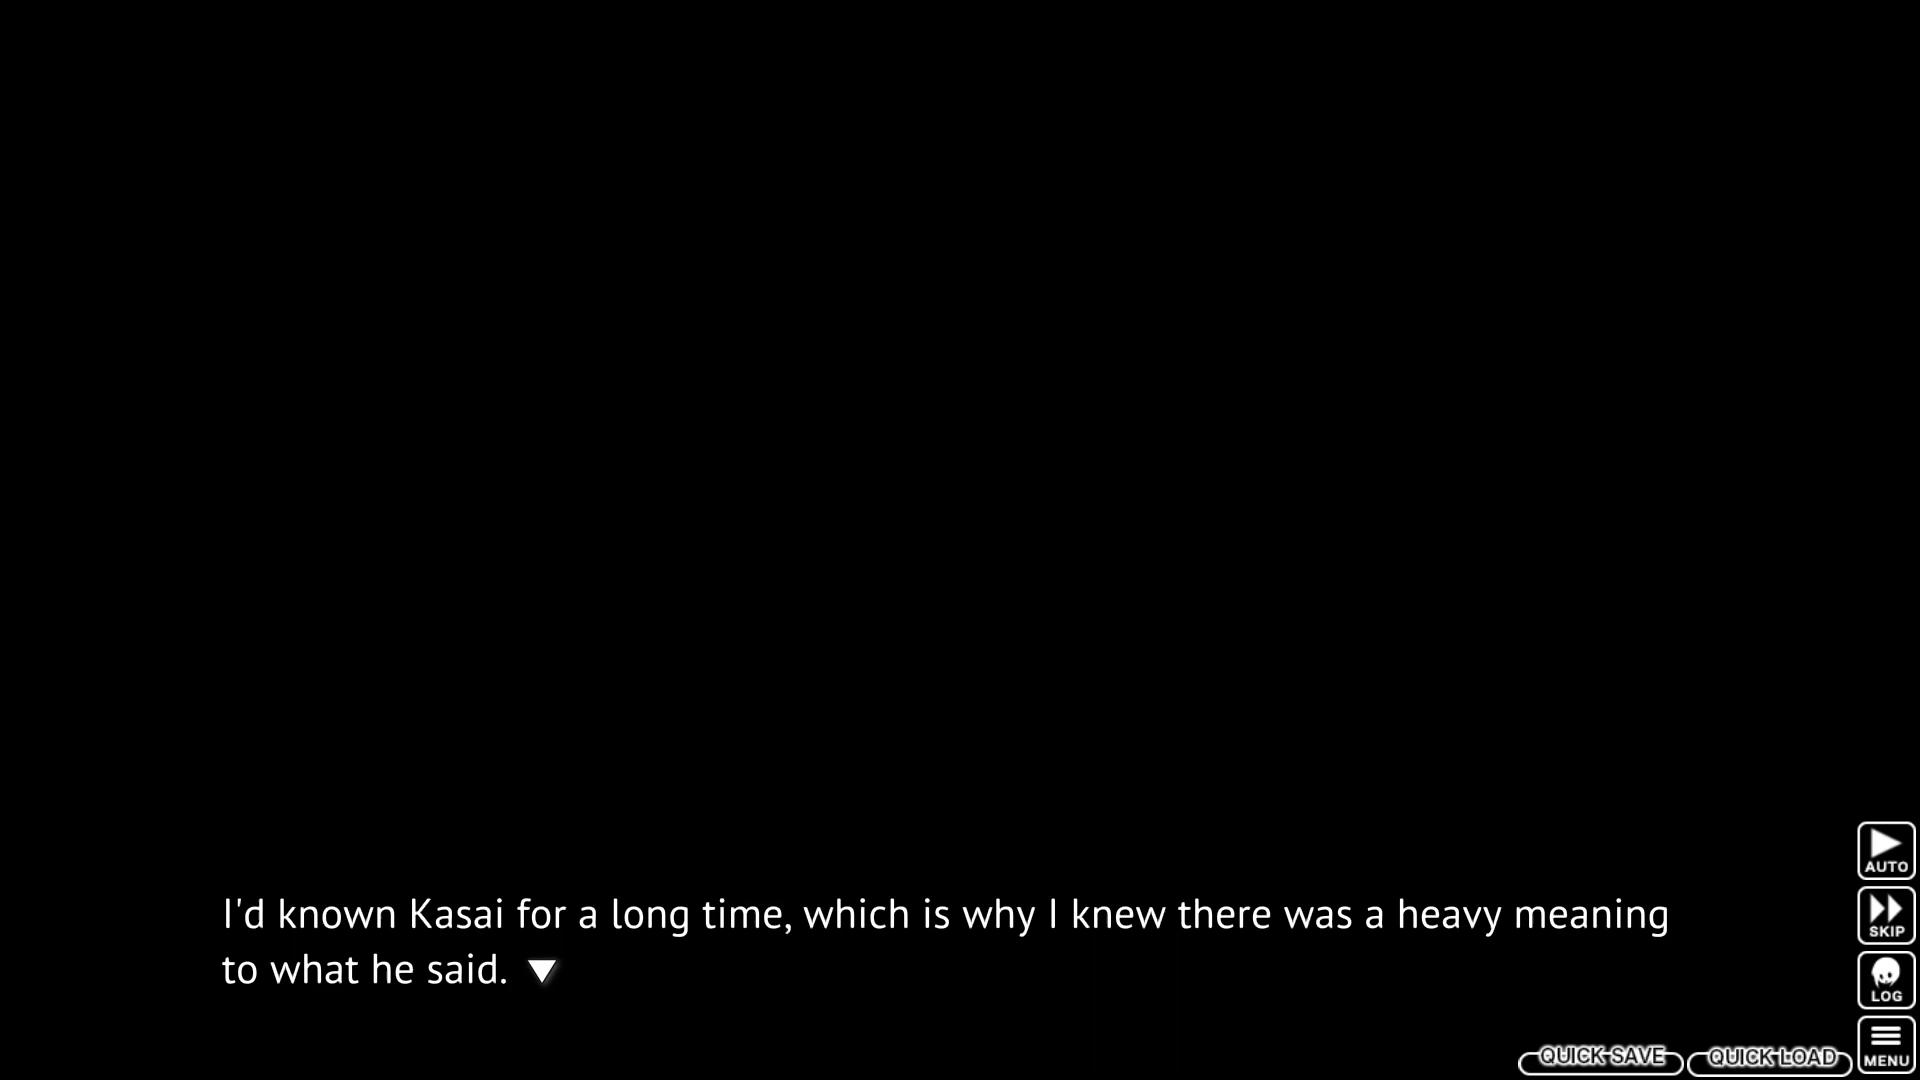 I'd known Kasai for a long time, which is why I knew there was a heavy meaning
to what he said.
AUTO
SKIP
LOG
MENU
QUICK SAVE
QUICK LOAD